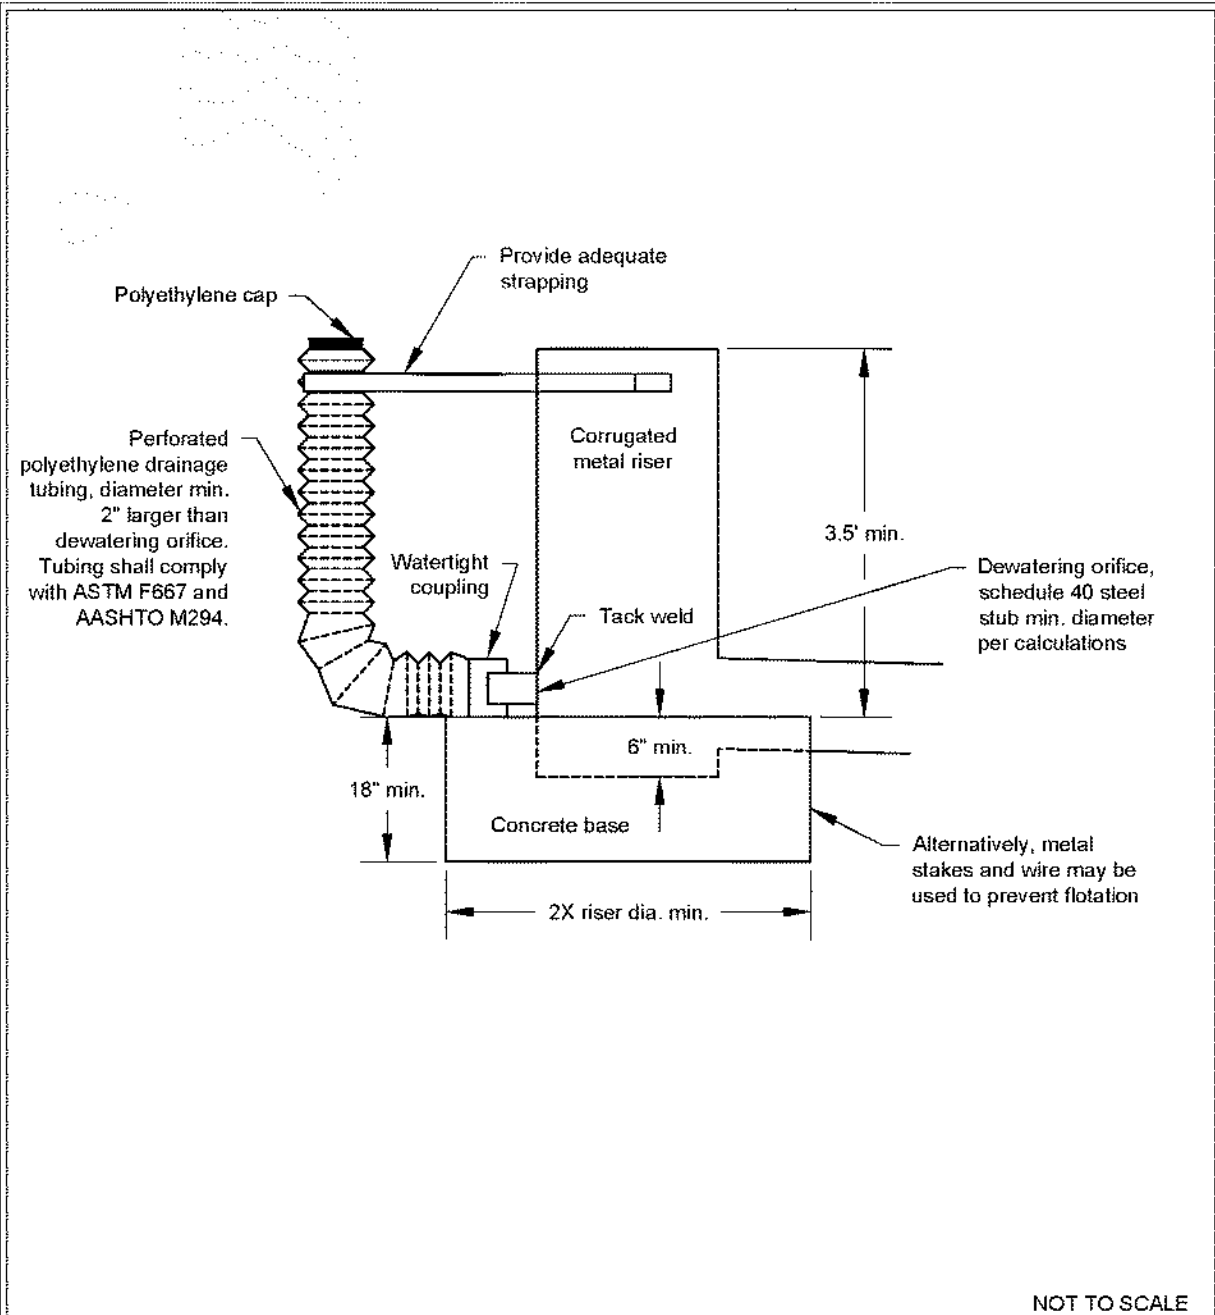 Provide adequate
strapping
Polyethylene cap
Perforated
polyethylene drainage
tubing, diameter min.
2" larger than
dewatering orifice.
Tubing shall comply
with ASTM F667 and
AASHTO M294.
Corrugated
metal riser
3.5' min.
Watertight
coupling
Tack weld
Dewatering orifice,
schedule 40 steel
stub min. diameter
per calculations
6" min.
18" min.
Concrete base
Alternatively, metal
stakes and wire may be
used to prevent flotation
2X riser dia. min.
NOT TO SCALE